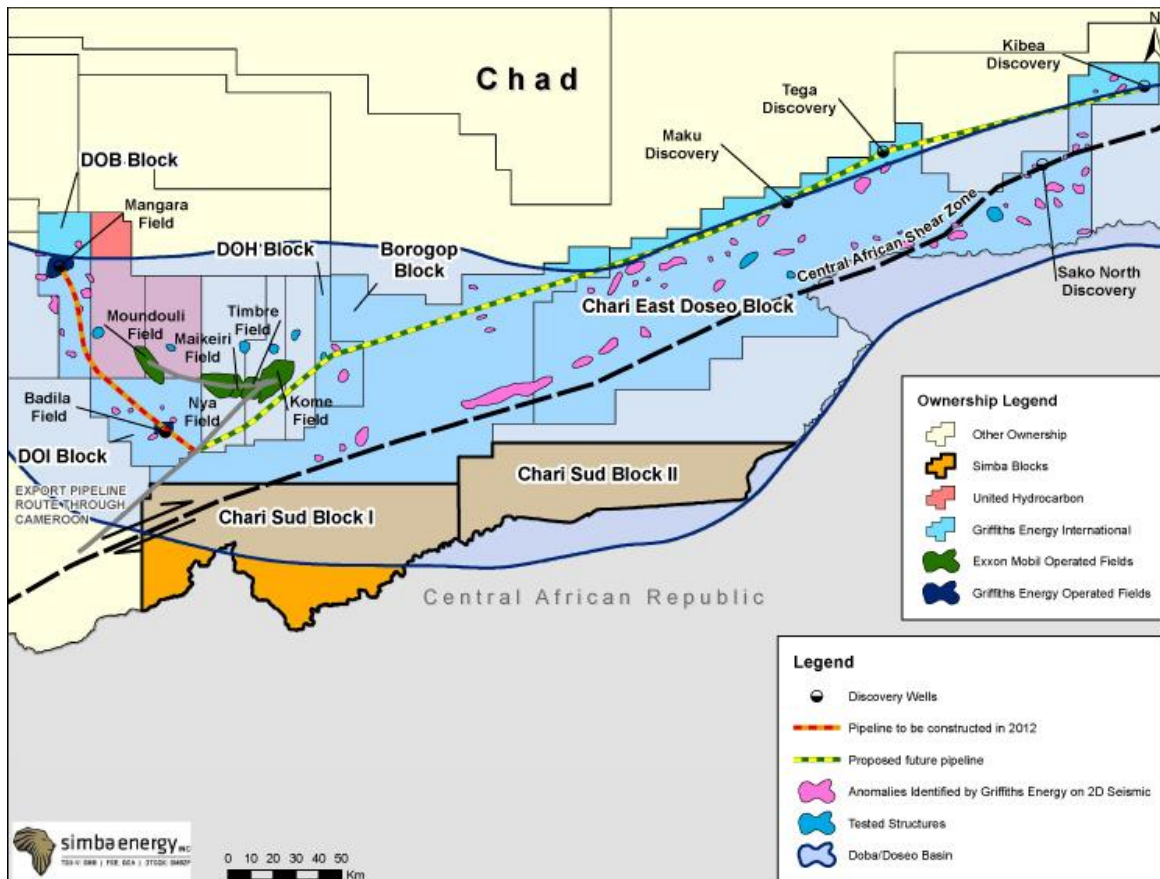 Chad
N
Kibea
Discovery
Tega
Discovery
Maku
Discovery
DOB Block
Mangara
Field
DOH Block
Borogop
Block
Central African Shear Zone
Sako North
Discovery
Chari East Doseo Block
Moundouli
Field
Timbre
Field
Maikeiri
Field
Badila
Field
Nya
Field
Kome
Field
DOI Block
EXPORT PIPELINE
ROUTE THROUGH
CAMEROON
Chari Sud Block I
Chari Sud Block II
Central African Republic
Ownership Legend
Other Ownership
Simba Blocks
United Hydrocarbon
Griffiths Energy International
Exxon Mobil Operated Fields
Griffiths Energy Operated Fields
Legend
Discovery Wells
Pipeline to be constructed in 2012
Proposed future pipeline
Anomalies Identified by Griffiths Energy on 2D Seismic
Tested Structures
Doba/Doseo Basin
simba energy INC
0 10 20 30 40 50
Km